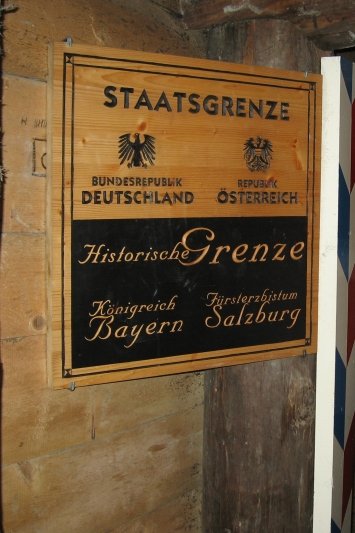 STAATSGRENZE
BUNDESREPUBLIK REPUBLIK
DEUTSCHLAND ÖSTERREICH
Historische Grenze
Königreich Fürsterzbistum
Bayern Salzburg